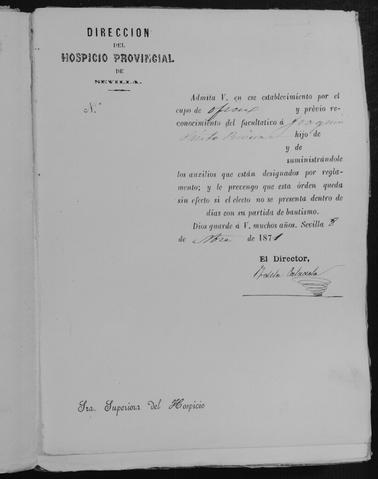 DIRECCION
DEL
HOSPICIO PROVINCIAL
DE
SEVILLA.
N.°
Admita V. en ese establecimiento por el
cupo de y prévio re-
conocimiento del facultativo á Joaquin
hijo de
y de
suministrándole
los auxilios que están designados por regla-
mento; y le prevengo que esta órden queda
sin efecto si el electo no se presenta dentro de
dias con su partida de bautismo.
Dios guarde á V. muchos años. Sevilla 8
de de 1871
El Director,
Sra. Superiora del Hospicio